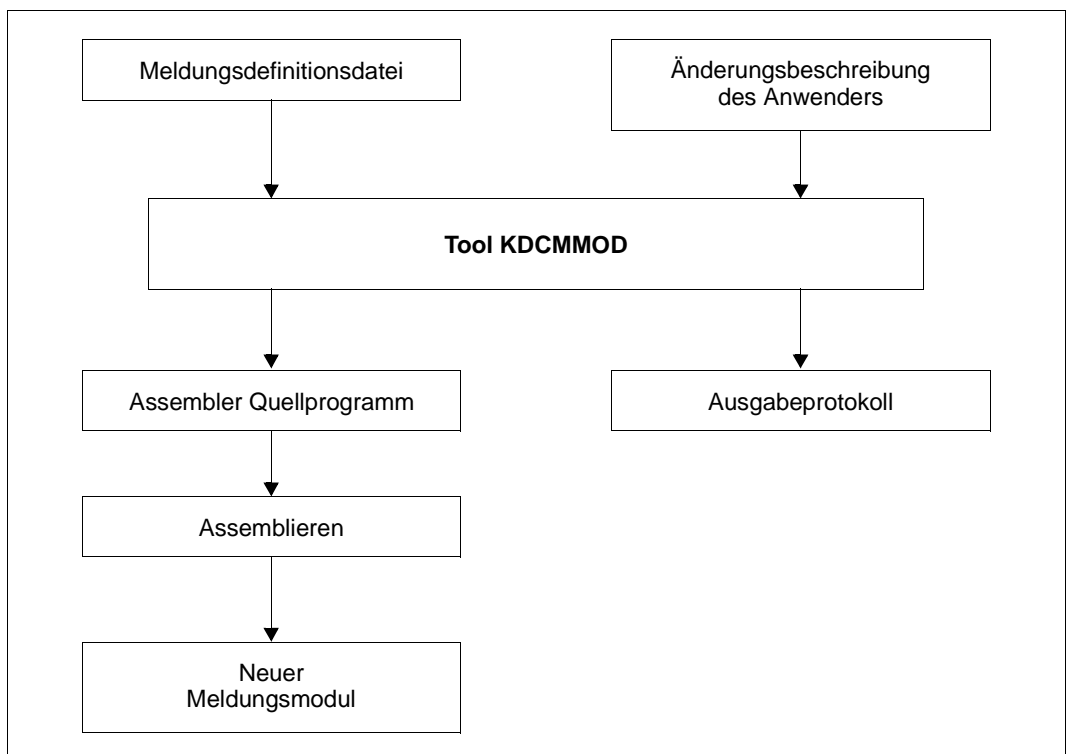 Meldungsdefinitionsdatei
Änderungsbeschreibung
des Anwenders
Tool KDCMMOD
Assembler Quellprogramm
Ausgabeprotokoll
Assemblieren
Neuer
Meldungsmodul